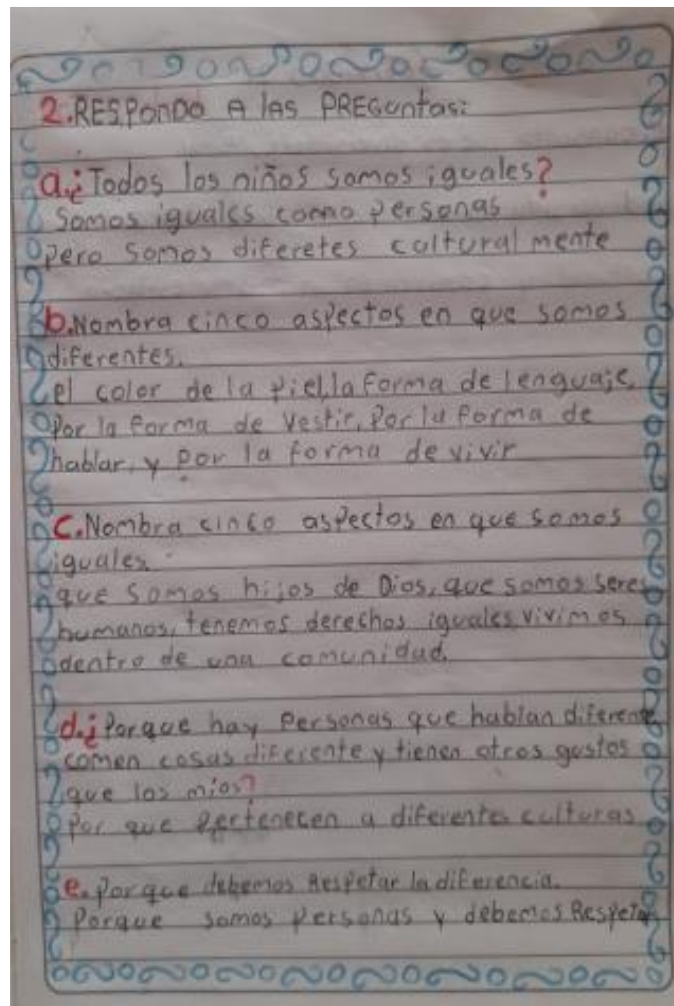 2.RESPONDO A las PREGuntas:
a.¿Todos los niños somos iguales?
Somos iguales como personas
pero somos diferetes cultural mente
b.Nombra cinco aspectos en que somos
diferentes.
el color de la piel, la forma de lenguaje,
Por la forma de vestir, Por la forma de
hablar, y por la forma de vivir
C.Nombra cinco aspectos en que somos
iguales.
que somos hijos de Dios, que somos seres
humanos, tenemos derechos iguales, vivimos
dentro de una comunidad.
d.¿Porque hay personas que hablan diferente
comen cosas diferente y tienen otros gustos
que los mios?
Por que pertenecen a diferentes culturas
e.Porque debemos Respetar la diferencia.
Porque somos personas y debemos Respetar